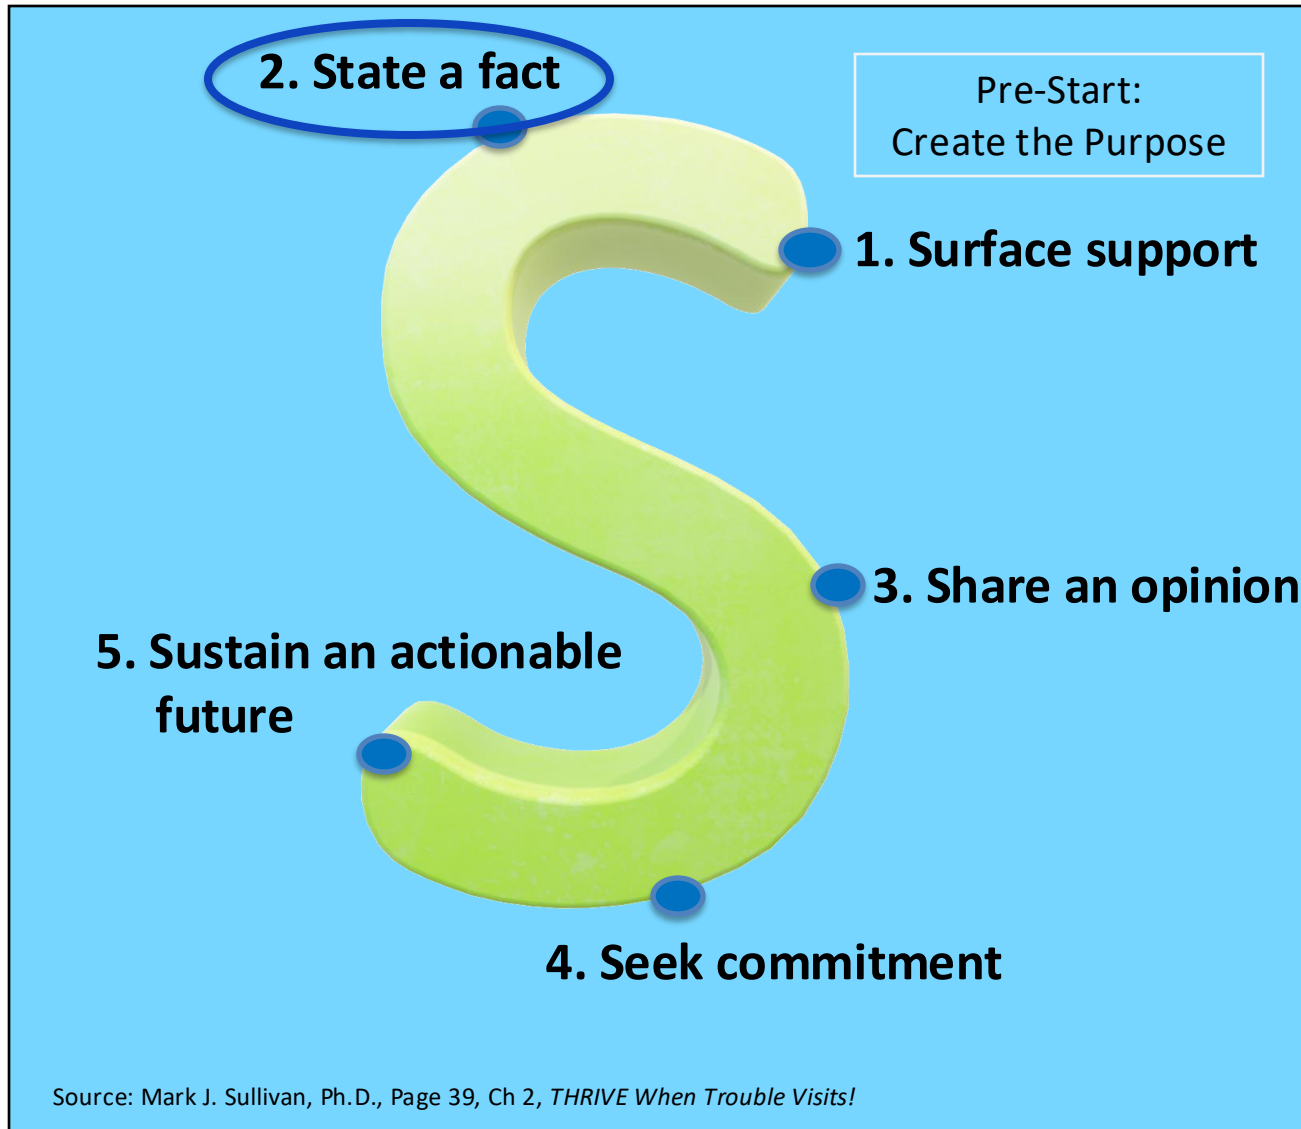 2. State a fact
Pre-Start:
Create the Purpose
1. Surface support
3. Share an opinion
5. Sustain an actionable
future
4. Seek commitment
Source: Mark J. Sullivan, Ph.D., Page 39, Ch 2, THRIVE When Trouble Visits!